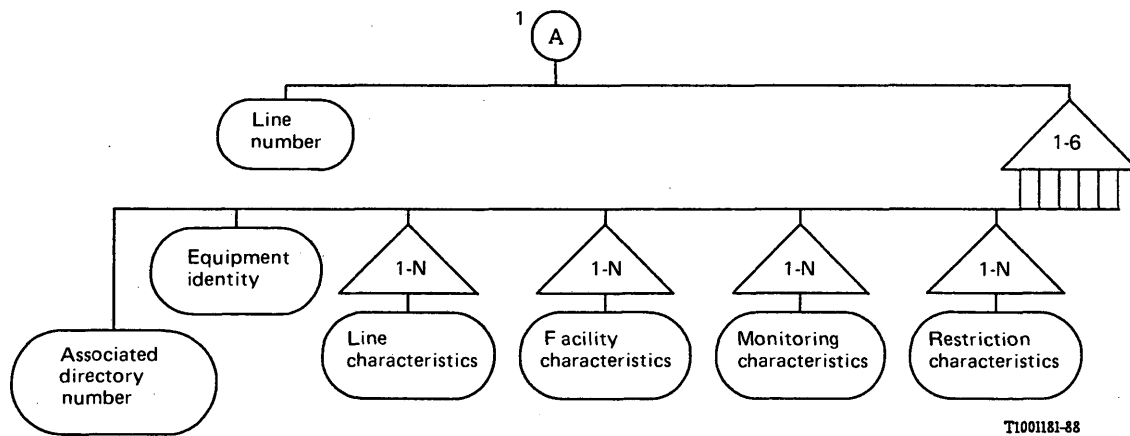 1
A
Line
number
1-6
Equipment
identity
1-N
1-N
1-N
1-N
Associated
directory
number
Line
characteristics
Facility
characteristics
Monitoring
characteristics
Restriction
characteristics
T1001181-88